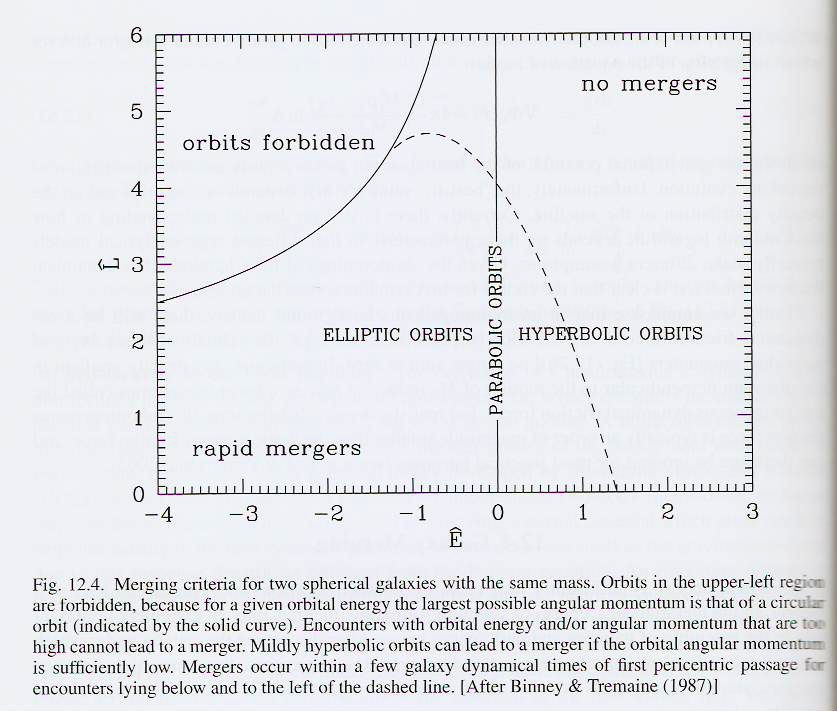 6
5
4
3
2
1
0
L̂
no mergers
orbits forbidden
ELLIPTIC ORBITS
PARABOLIC ORBITS
HYPERBOLIC ORBITS
rapid mergers
−4 −3 −2 −1 0 1 2 3
Ê
Fig. 12.4. Merging criteria for two spherical galaxies with the same mass. Orbits in the upper-left region
are forbidden, because for a given orbital energy the largest possible angular momentum is that of a circular
orbit (indicated by the solid curve). Encounters with orbital energy and/or angular momentum that are too
high cannot lead to a merger. Mildly hyperbolic orbits can lead to a merger if the orbital angular momentum
is sufficiently low. Mergers occur within a few galaxy dynamical times of first pericentric passage for
encounters lying below and to the left of the dashed line. [After Binney & Tremaine (1987)]